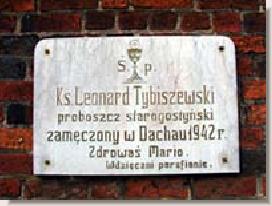 Ś. p.
Ks. Leonard Tybiszewski
proboszcz starogostyński
zamęczony w Dachau 1942 r.
Zdrowaś Mario.
Wdzięczni parafianie.